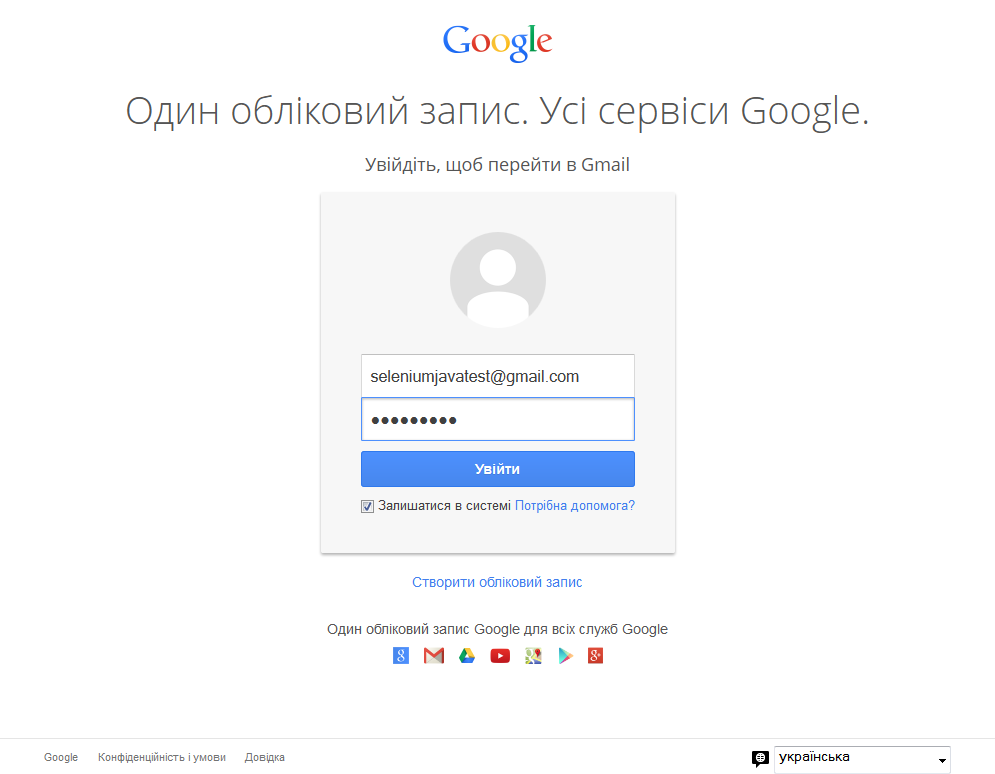 Google
Один обліковий запис. Усі сервіси Google.
Увійдіть, щоб перейти в Gmail
seleniumjavatest@gmail.com
•••••••••
Увійти
Залишатися в системі Потрібна допомога?
Створити обліковий запис
Один обліковий запис Google для всіх служб Google
Google Конфіденційність і умови Довідка
українська